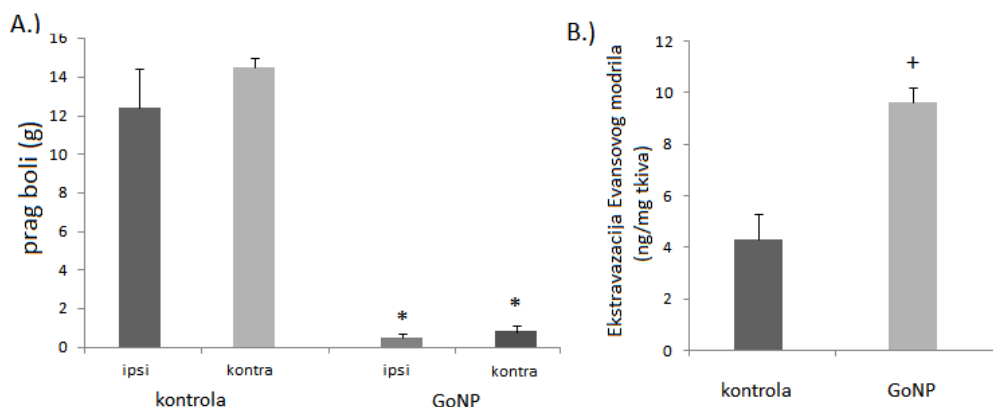 A.)
prag boli (g)
16
14
12
10
8
6
4
2
0
*
*
ipsi
kontra
ipsi
kontra
kontrola
GoNP
B.)
Ekstravazacija Evansovog modrila
(ng/mg tkiva)
12
10
8
6
4
2
0
+
kontrola
GoNP